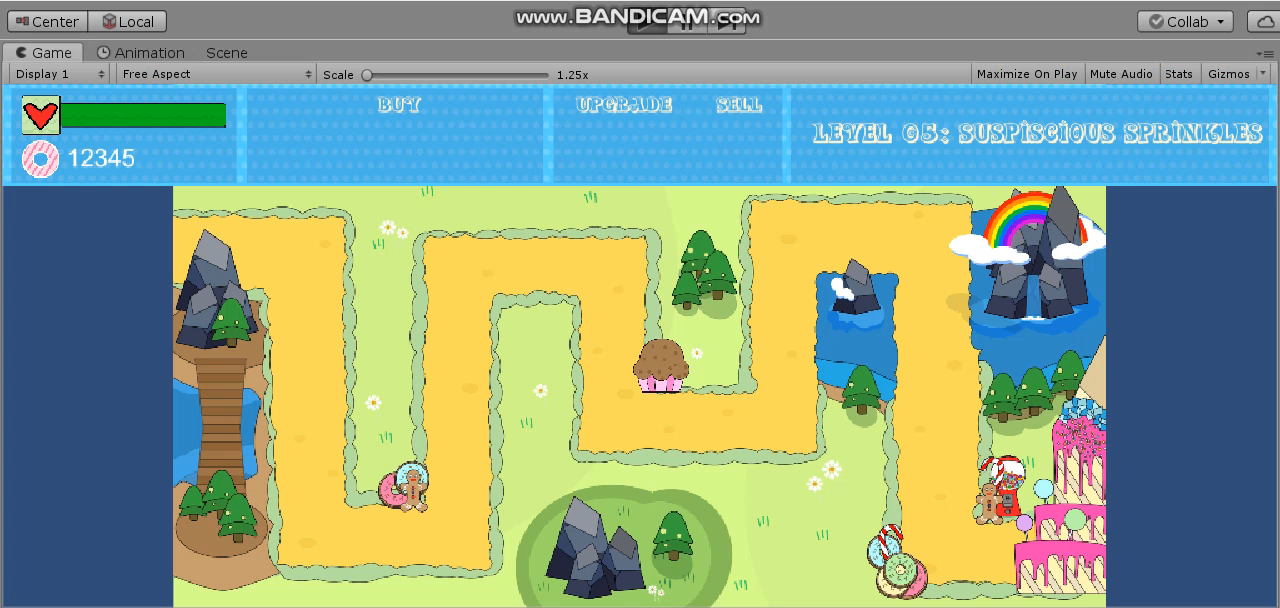 www.BANDICAM.com
Center Local Collab
Game Animation Scene
Display 1 Free Aspect Scale 1.25x Maximize On Play Mute Audio Stats Gizmos
BUY UPGRADE SELL
LEVEL 05: SUSPISCIOUS SPRINKLES
12345